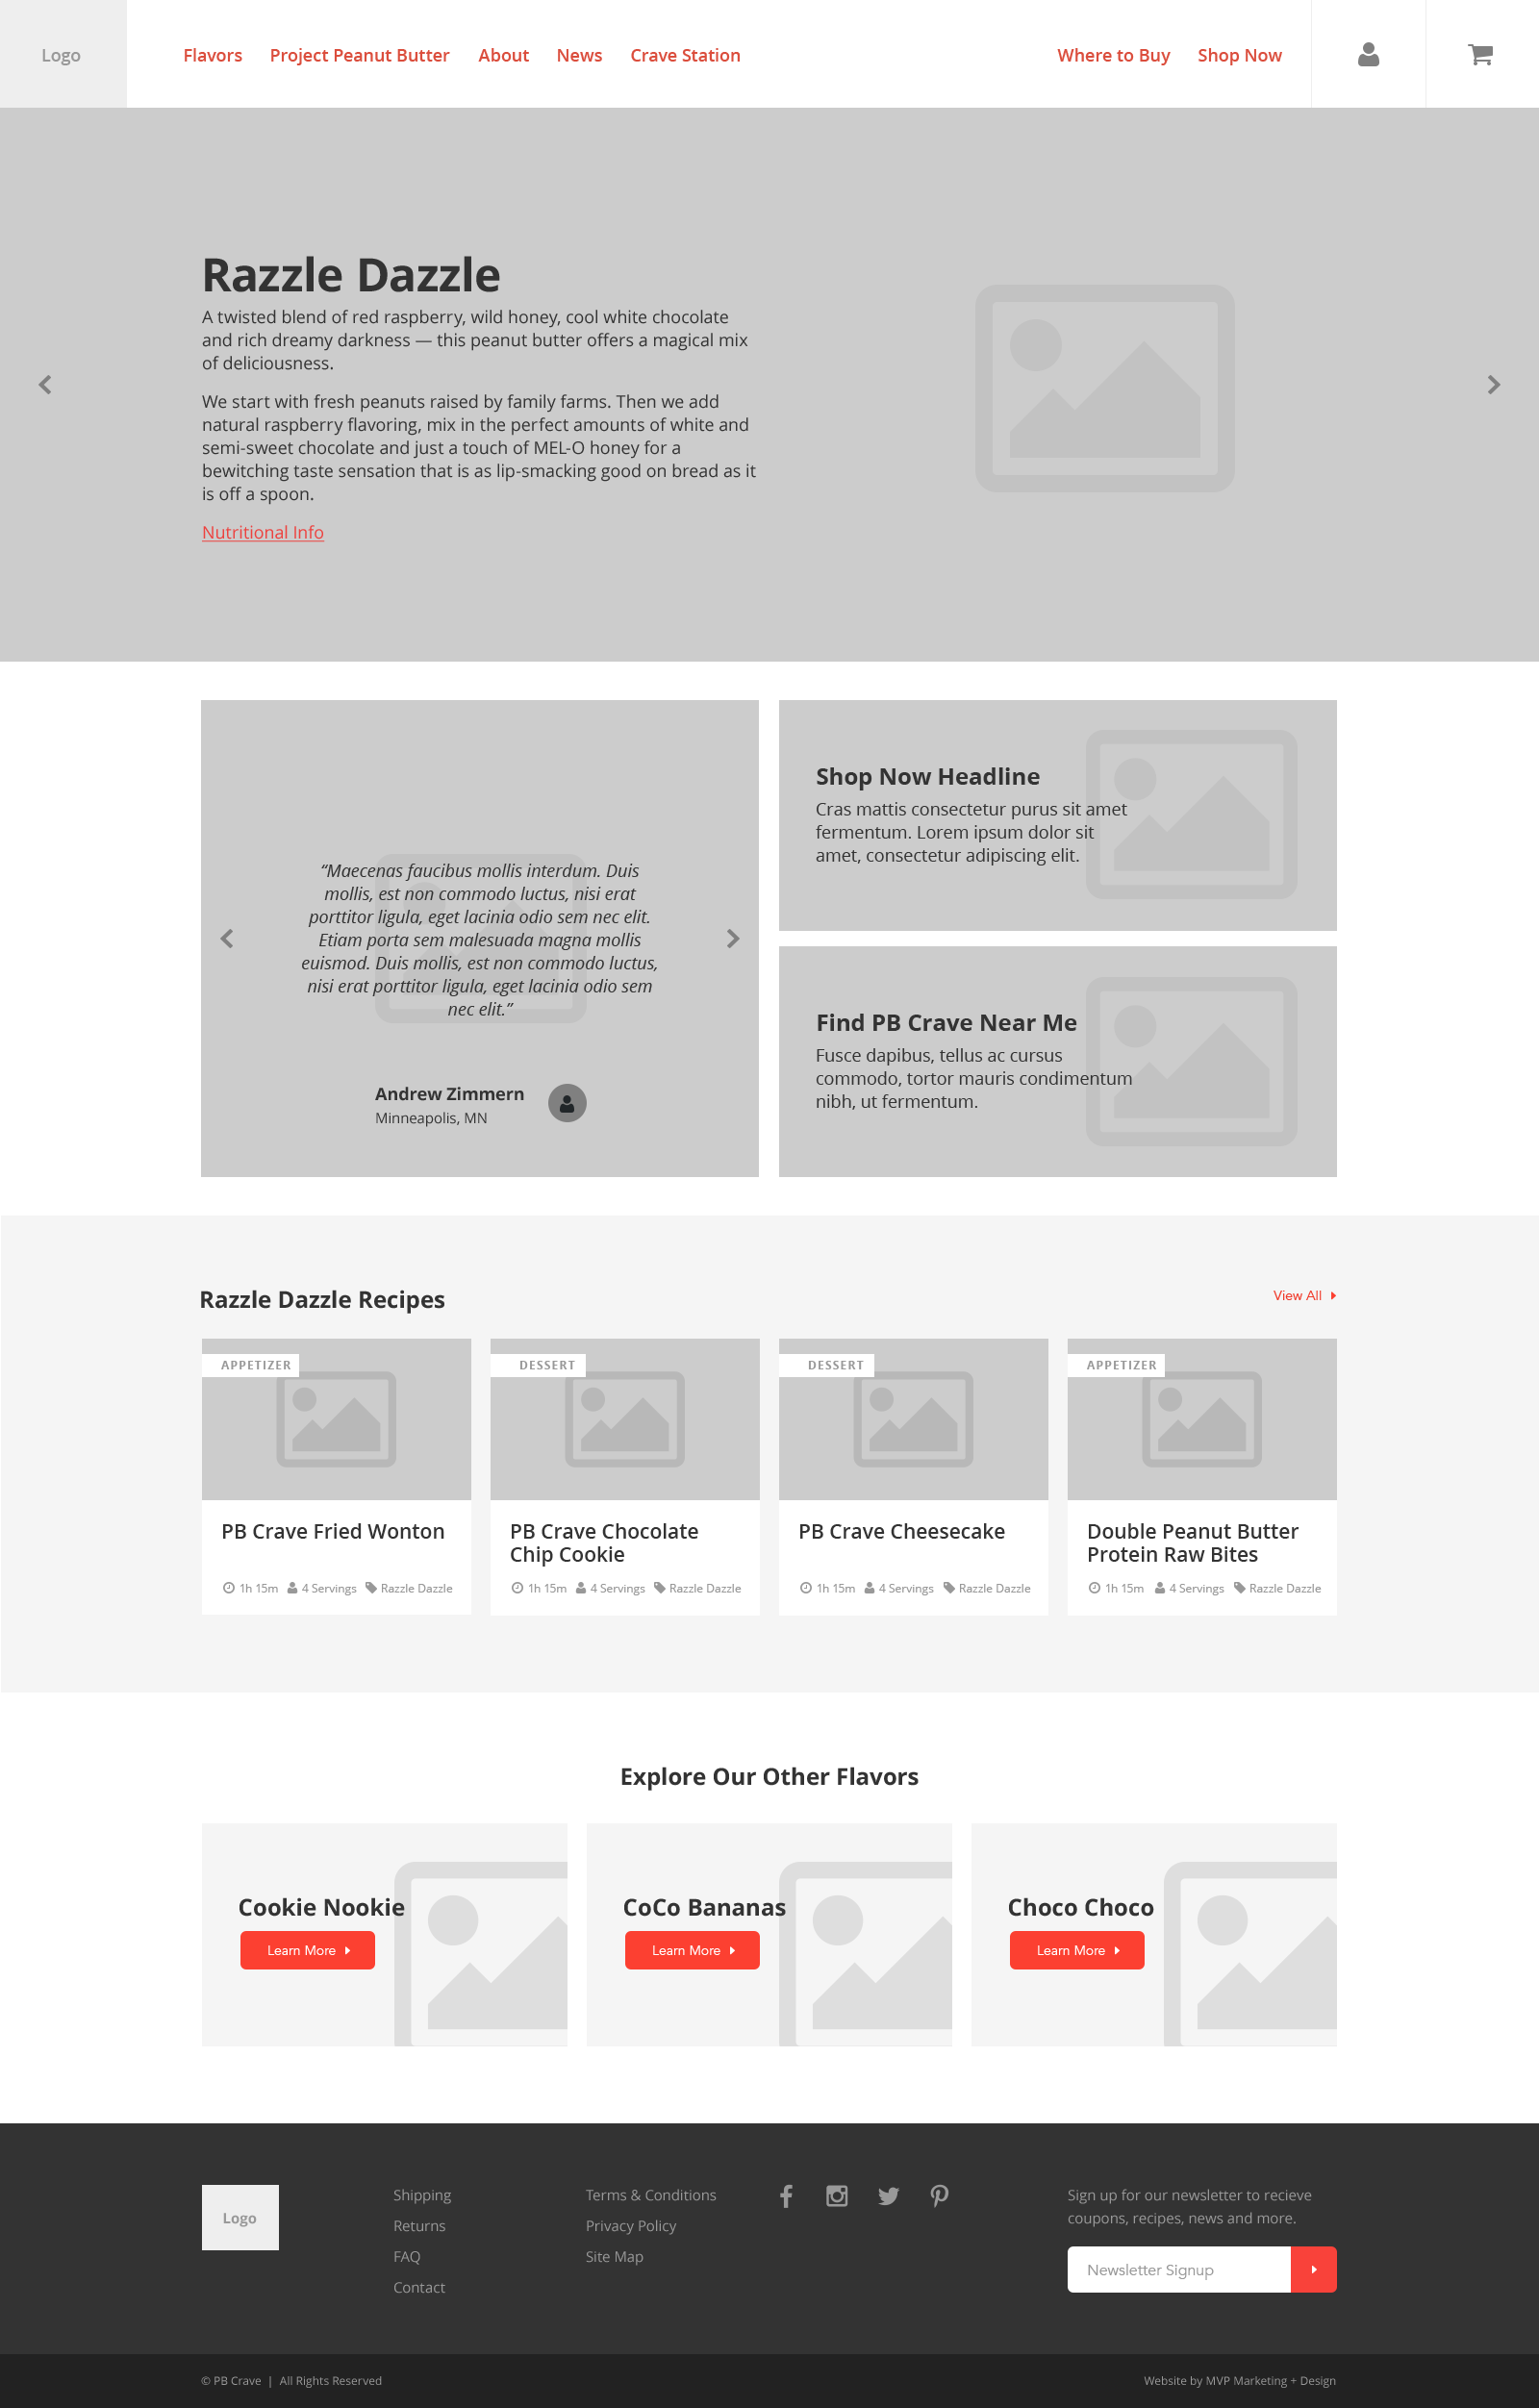 Logo
Flavors
Project Peanut Butter
About
News
Crave Station
Where to Buy
Shop Now
Razzle Dazzle
A twisted blend of red raspberry, wild honey, cool white chocolate
and rich dreamy darkness — this peanut butter offers a magical mix
of deliciousness.
We start with fresh peanuts raised by family farms. Then we add
natural raspberry flavoring, mix in the perfect amounts of white and
semi-sweet chocolate and just a touch of MEL-O honey for a
bewitching taste sensation that is as lip-smacking good on bread as it
is off a spoon.
Nutritional Info
“Maecenas faucibus mollis interdum. Duis
mollis, est non commodo luctus, nisi erat
porttitor ligula, eget lacinia odio sem nec elit.
Etiam porta sem malesuada magna mollis
euismod. Duis mollis, est non commodo luctus,
nisi erat porttitor ligula, eget lacinia odio sem
nec elit.”
Andrew Zimmern
Minneapolis, MN
Shop Now Headline
Cras mattis consectetur purus sit amet
fermentum. Lorem ipsum dolor sit
amet, consectetur adipiscing elit.
Find PB Crave Near Me
Fusce dapibus, tellus ac cursus
commodo, tortor mauris condimentum
nibh, ut fermentum.
Razzle Dazzle Recipes
View All
APPETIZER
PB Crave Fried Wonton
1h 15m 4 Servings Razzle Dazzle
DESSERT
PB Crave Chocolate
Chip Cookie
1h 15m 4 Servings Razzle Dazzle
DESSERT
PB Crave Cheesecake
1h 15m 4 Servings Razzle Dazzle
APPETIZER
Double Peanut Butter
Protein Raw Bites
1h 15m 4 Servings Razzle Dazzle
Explore Our Other Flavors
Cookie Nookie
Learn More
CoCo Bananas
Learn More
Choco Choco
Learn More
Logo
Shipping
Returns
FAQ
Contact
Terms & Conditions
Privacy Policy
Site Map
Sign up for our newsletter to recieve
coupons, recipes, news and more.
Newsletter Signup
© PB Crave | All Rights Reserved
Website by MVP Marketing + Design